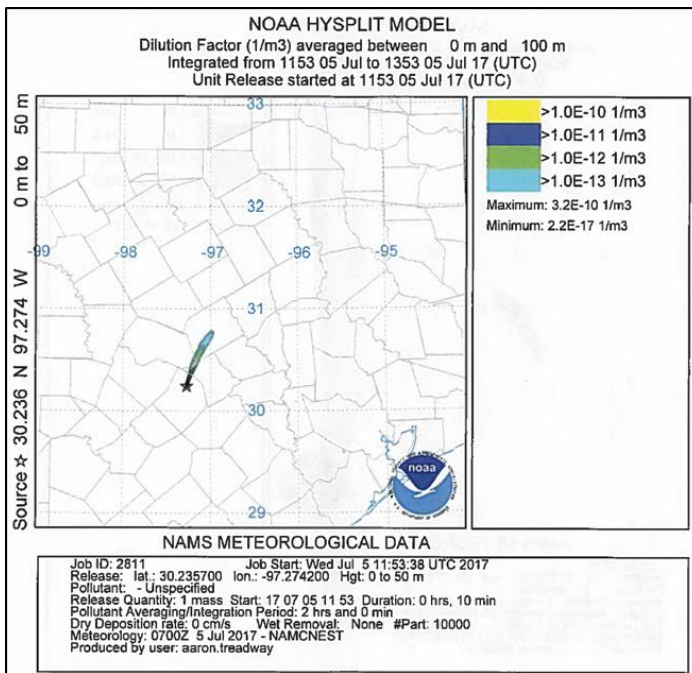 NOAA HYSPLIT MODEL
Dilution Factor (1/m3) averaged between 0 m and 100 m
Integrated from 1153 05 Jul to 1353 05 Jul 17 (UTC)
Unit Release started at 1153 05 Jul 17 (UTC)
Source ☆ 30.236 N 97.274 W 0 m to 50 m
33
32
-99 -98 -97 -96 -95
31
30
29
noaa
>1.0E-10 1/m3
>1.0E-11 1/m3
>1.0E-12 1/m3
>1.0E-13 1/m3
Maximum: 3.2E-10 1/m3
Minimum: 2.2E-17 1/m3
NAMS METEOROLOGICAL DATA
Job ID: 2811 Job Start: Wed Jul 5 11:53:38 UTC 2017
Release: lat.: 30.235700 lon.: -97.274200 Hgt: 0 to 50 m
Pollutant: - Unspecified
Release Quantity: 1 mass Start: 17 07 05 11 53 Duration: 0 hrs, 10 min
Pollutant Averaging/Integration Period: 2 hrs and 0 min
Dry Deposition rate: 0 cm/s Wet Removal: None #Part: 10000
Meteorology: 0700Z 5 Jul 2017 - NAMCNEST
Produced by user: aaron.treadway